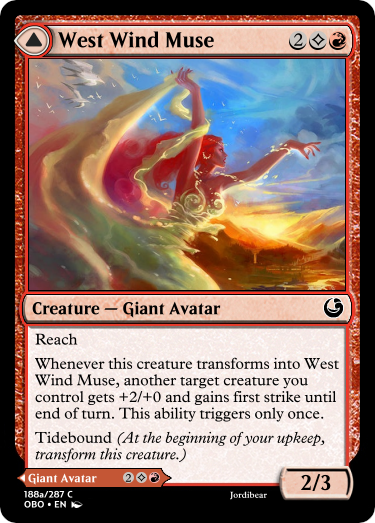 West Wind Muse 2
Creature — Giant Avatar
Reach
Whenever this creature transforms into West
Wind Muse, another target creature you
control gets +2/+0 and gains first strike until
end of turn. This ability triggers only once.
Tidebound (At the beginning of your upkeep,
transform this creature.)
Giant Avatar 2
2/3
188a/287 C
OBO • EN Jordibear